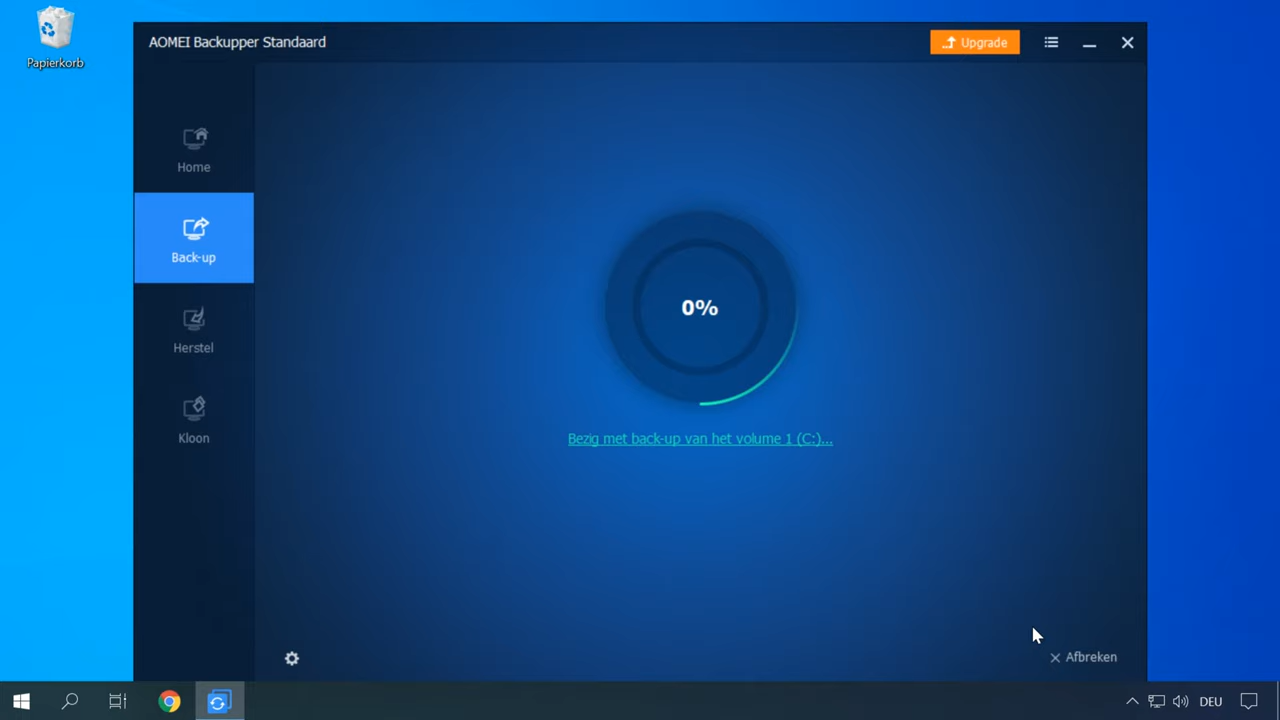 Papierkorb
AOMEI Backupper Standaard
Upgrade
Home
Back-up
Herstel
Kloon
0%
Bezig met back-up van het volume 1 (C:)...
Afbreken
DEU